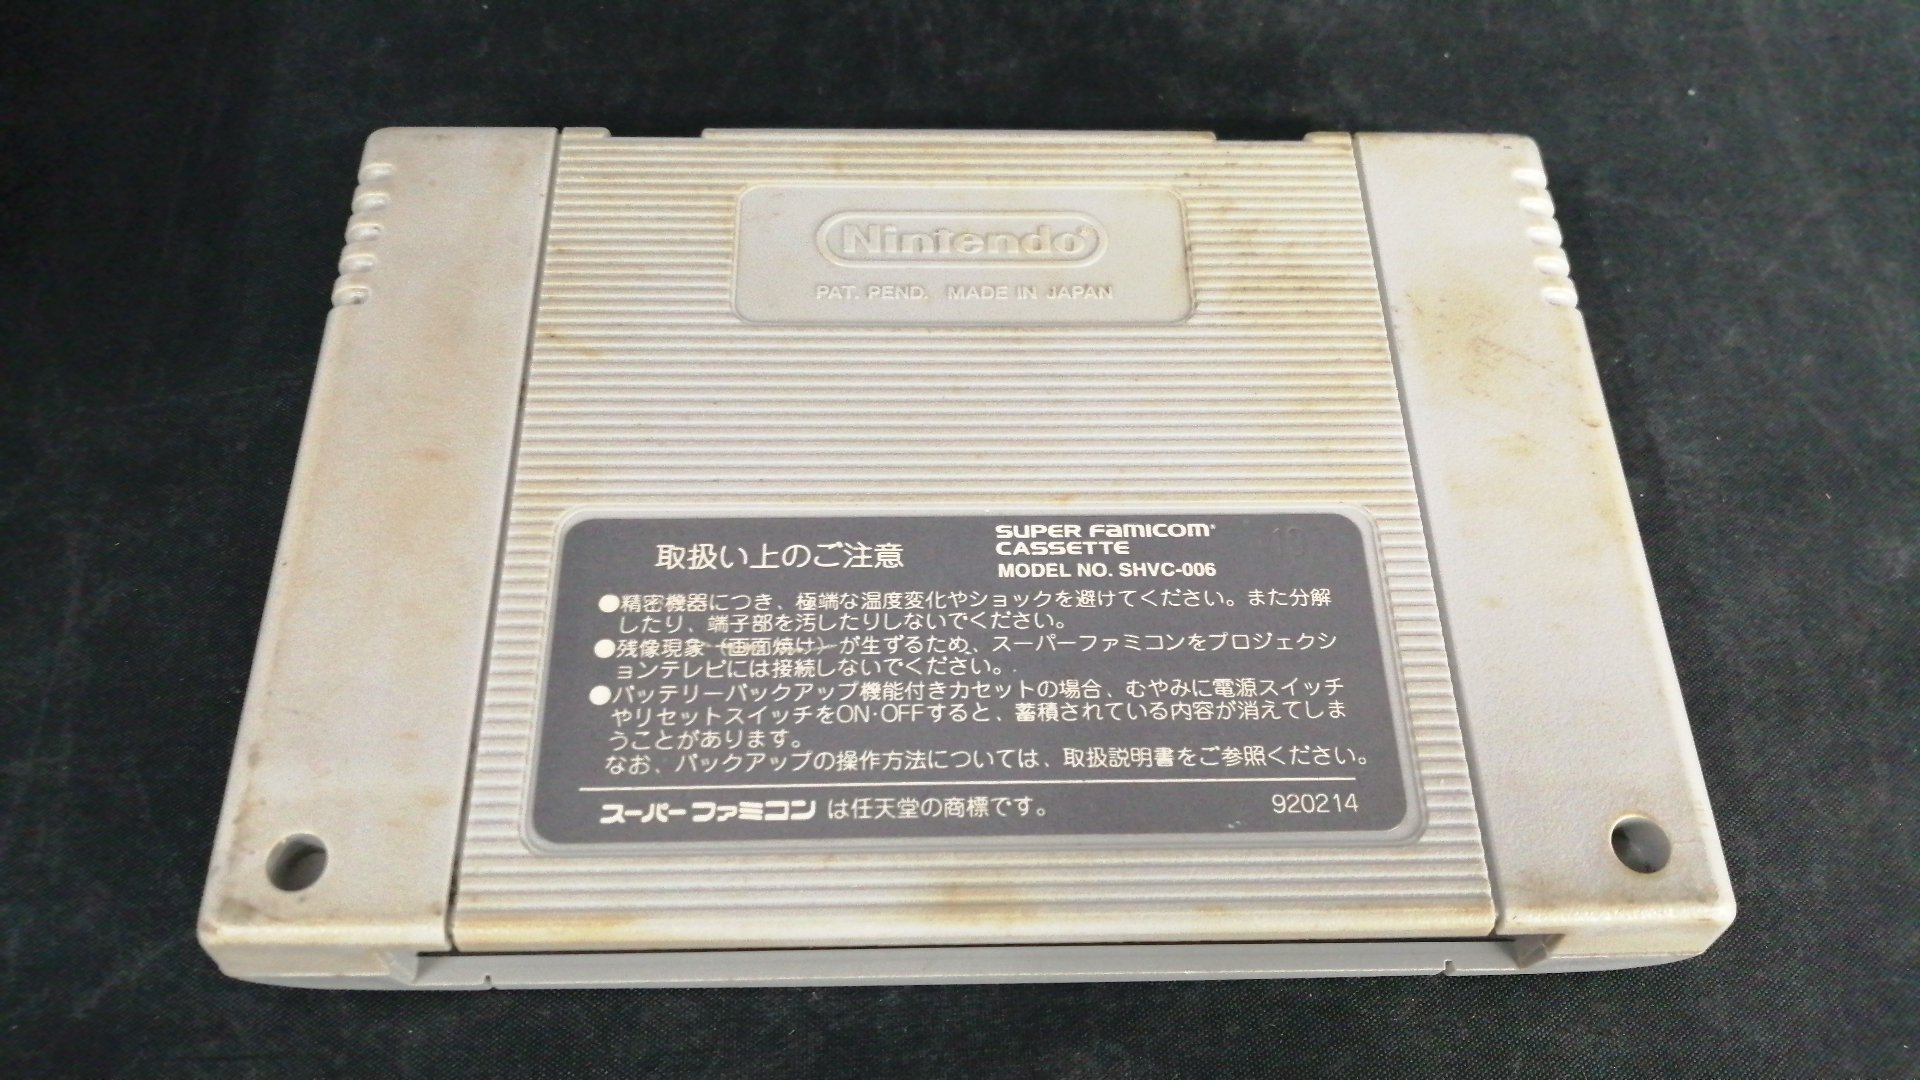 Nintendo®
PAT. PEND. MADE IN JAPAN
取扱い上のご注意
SUPER FAMICOM®
CASSETTE
MODEL NO. SHVC-006
●精密機器につき、極端な温度変化やショックを避けてください。また分解
したり、端子部を汚したりしないでください。
●残像現象(画面焼け)が生ずるため、スーパーファミコンをプロジェクシ
ョンテレビには接続しないでください。
●バッテリーバックアップ機能付きカセットの場合、むやみに電源スイッチ
やリセットスイッチをON・OFFすると、蓄積されている内容が消えてしま
うことがあります。
なお、バックアップの操作方法については、取扱説明書をご参照ください。
スーパーファミコン は任天堂の商標です。
920214